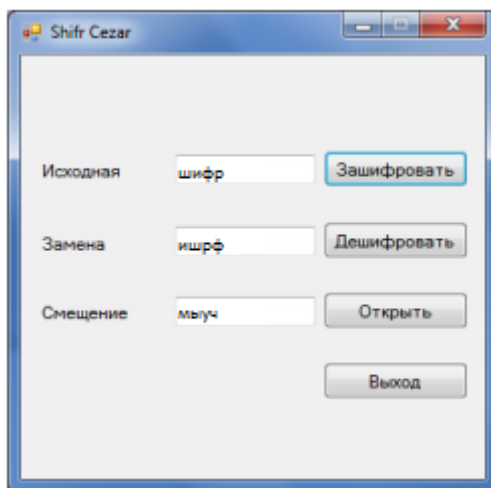 Shifr Cezar
Исходная шифр Зашифровать
Замена ишрф Дешифровать
Смещение мыуч Открыть
Выход